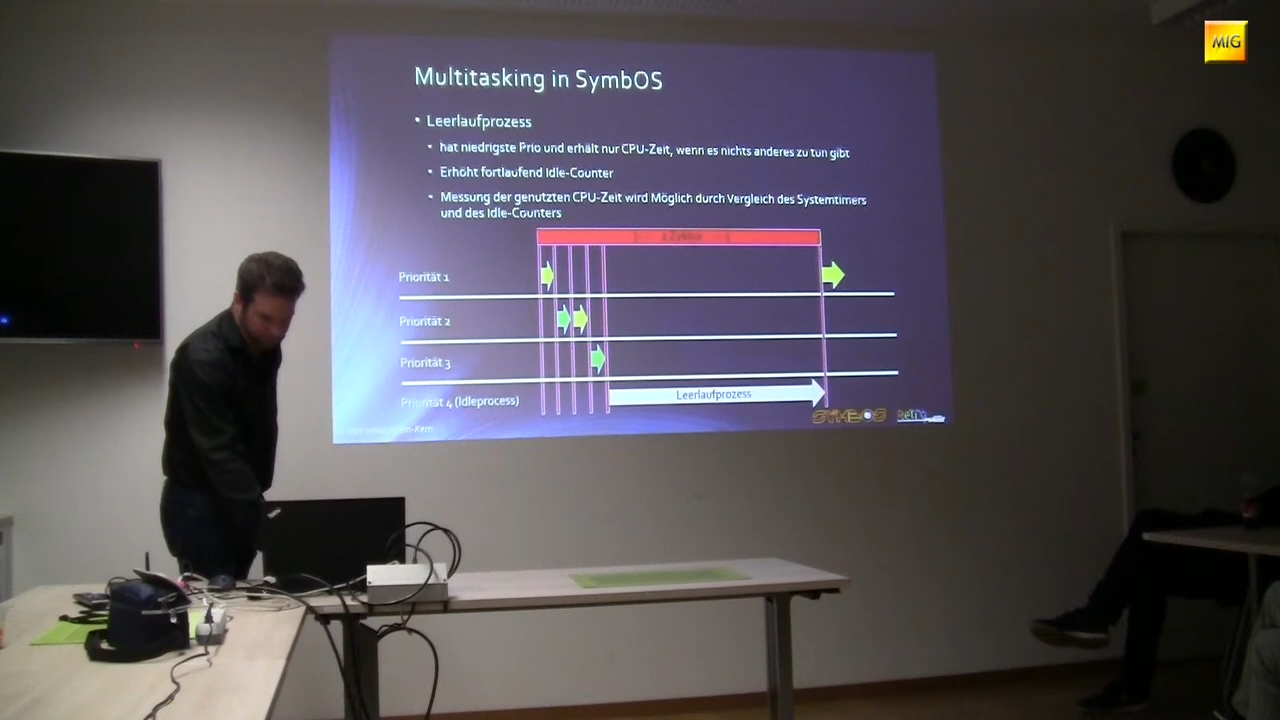 MIG
Multitasking in SymbOS
• Leerlaufprozess
• hat niedrigste Prio und erhält nur CPU-Zeit, wenn es nichts anderes zu tun gibt
• Erhöht fortlaufend Idle-Counter
• Messung der genutzten CPU-Zeit wird Möglich durch Vergleich des Systemtimers
und des Idle-Counters
1 Zyklus
Priorität 1
Priorität 2
Priorität 3
Priorität 4 (Idleprocess)
Leerlaufprozess
SYMBOS